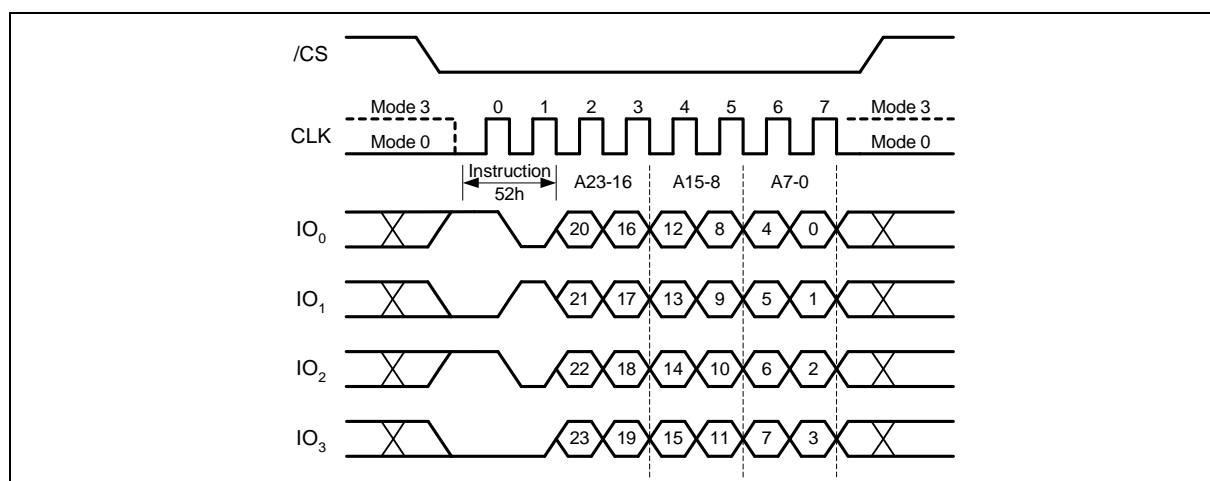 /CS
Mode 3 0 1 2 3 4 5 6 7 Mode 3
CLK
Mode 0 Mode 0
Instruction
52h
A23-16 A15-8 A7-0
IO0 20 16 12 8 4 0
IO1 21 17 13 9 5 1
IO2 22 18 14 10 6 2
IO3 23 19 15 11 7 3